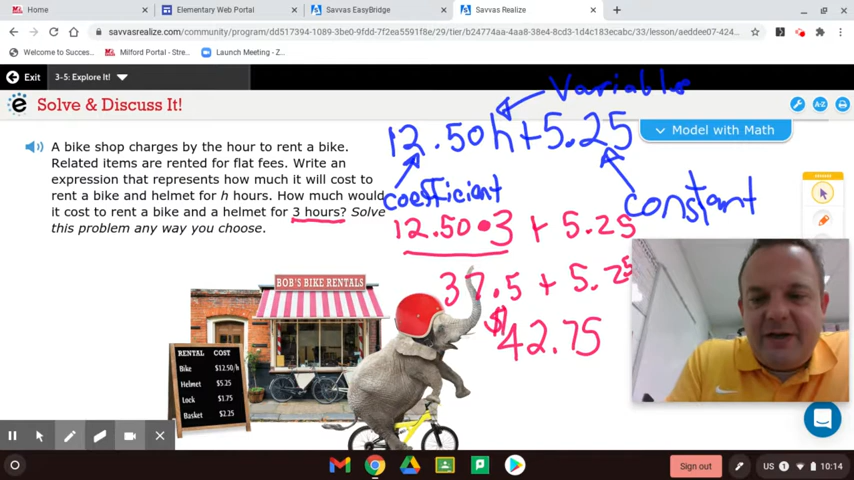 Home
Elementary Web Portal
Savvas EasyBridge
Savvas Realize
savvasrealize.com/community/program/dd517394-1089-3be0-9fdd-7f2ea5591f8e/29/tier/b24774aa-4aa8-38e4-8cd3-1d4c183ecabc/33/lesson/aeddee07-424...
Welcome to Succes...
Milford Portal - Stre...
Launch Meeting - Z...
Exit
3-5: Explore It!
e
Solve & Discuss It!
A-Z
Model with Math
A bike shop charges by the hour to rent a bike.
Related items are rented for flat fees. Write an
expression that represents how much it will cost to
rent a bike and helmet for h hours. How much would
it cost to rent a bike and a helmet for 3 hours? Solve
this problem any way you choose.
Variable
12.50h+5.25
coefficient
constant
12.50•3 + 5.25
37.5 + 5.25
$42.75
BOB'S BIKE RENTALS
RENTAL COST
Bike $12.50/h
Helmet $5.25
Lock $1.75
Basket $2.25
Sign out
US
10:14